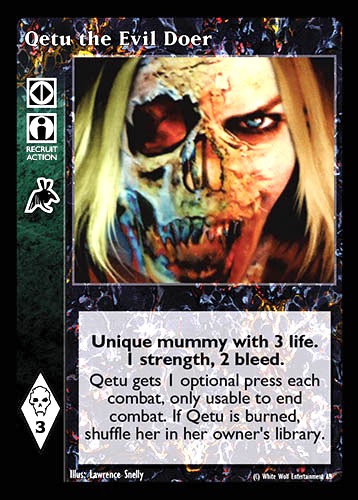 Qetu the Evil Doer
RECRUIT
ACTION
Unique mummy with 3 life.
1 strength, 2 bleed.
Qetu gets 1 optional press each
combat, only usable to end
combat. If Qetu is burned,
shuffle her in her owner's library.
3
Illus: Lawrence Snelly
(C) White Wolf Entertainment AB